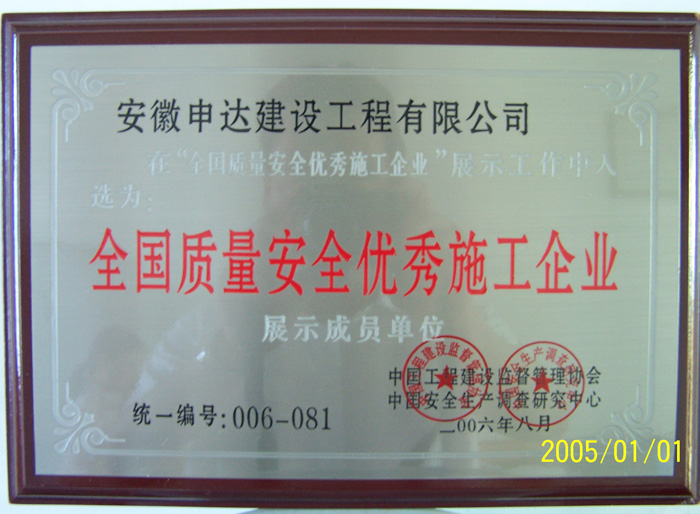 安徽申达建设工程有限公司
在“全国质量安全优秀施工企业”展示工作中入
选为:
全国质量安全优秀施工企业
展示成员单位
中国工程建设监督管理协会
中国安全生产调查研究中心
统一编号:006-081
二00六年八月
2005/01/01